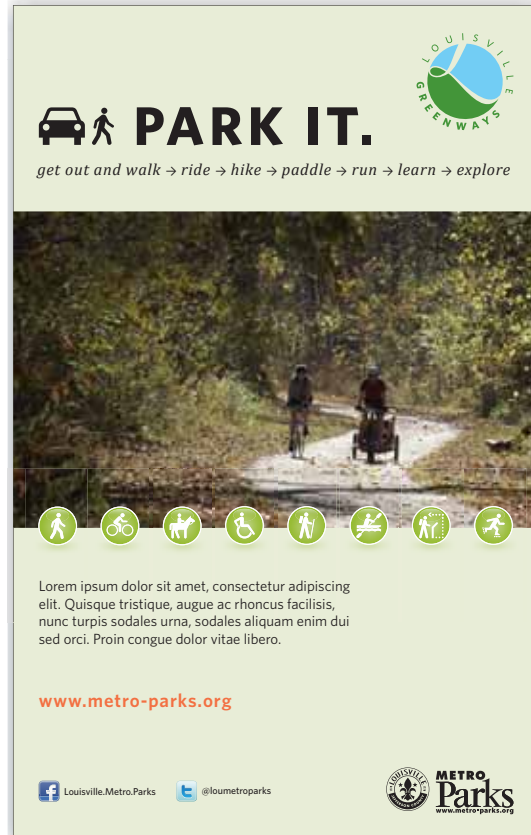 LOUISVILLE
GREENWAYS
PARK IT.
get out and walk → ride → hike → paddle → run → learn → explore
Lorem ipsum dolor sit amet, consectetur adipiscing
elit. Quisque tristique, augue ac rhoncus facilisis,
nunc turpis sodales urna, sodales aliquam enim dui
sed orci. Proin congue dolor vitae libero.
www.metro-parks.org
Louisville.Metro.Parks
@loumetroparks
LOUISVILLE
JEFFERSON COUNTY
METRO
Parks
www.metro-parks.org